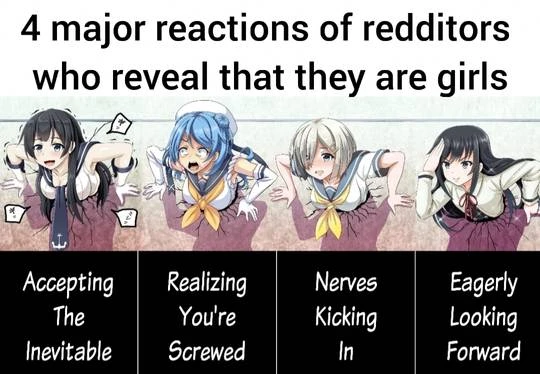 4 major reactions of redditors
who reveal that they are girls
Accepting
The
Inevitable
Realizing
You're
Screwed
Nerves
Kicking
In
Eagerly
Looking
Forward